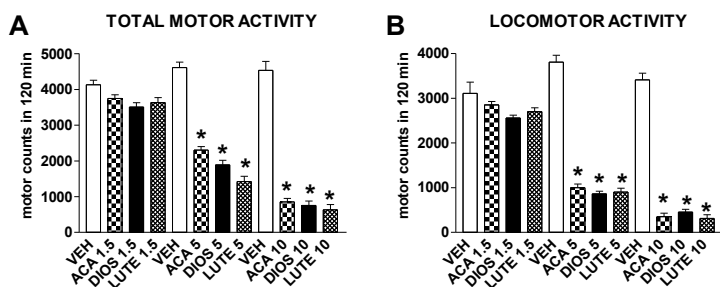 A
TOTAL MOTOR ACTIVITY
motor counts in 120 min
5000
4000
3000
2000
1000
0
* * *
* * *
VEH
ACA 1.5
DIOS 1.5
LUTE 1.5
VEH
ACA 5
DIOS 5
LUTE 5
VEH
ACA 10
DIOS 10
LUTE 10
B
LOCOMOTOR ACTIVITY
motor counts in 120 min
4000
3000
2000
1000
0
* * *
* * *
VEH
ACA 1.5
DIOS 1.5
LUTE 1.5
VEH
ACA 5
DIOS 5
LUTE 5
VEH
ACA 10
DIOS 10
LUTE 10